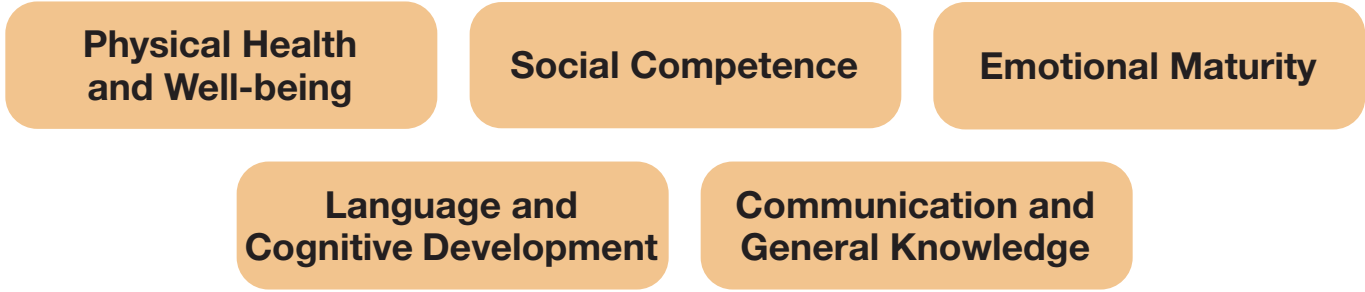 Physical Health
and Well-being
Social Competence
Emotional Maturity
Language and
Cognitive Development
Communication and
General Knowledge